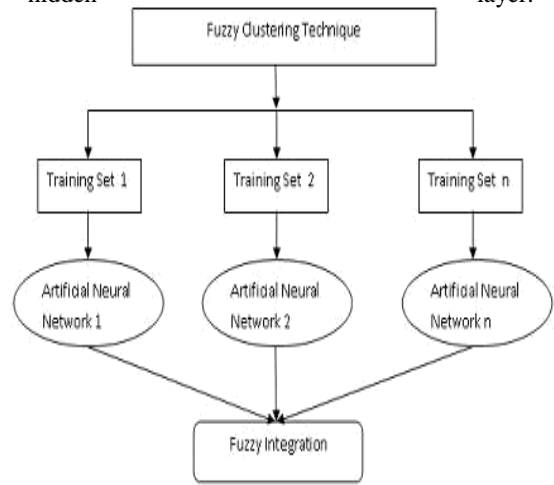 hidden layer.
Fuzzy Clustering Technique
Training Set 1
Training Set 2
Training Set n
Artificial Neural
Network 1
Artificial Neural
Network 2
Artificial Neural
Network n
Fuzzy Integration